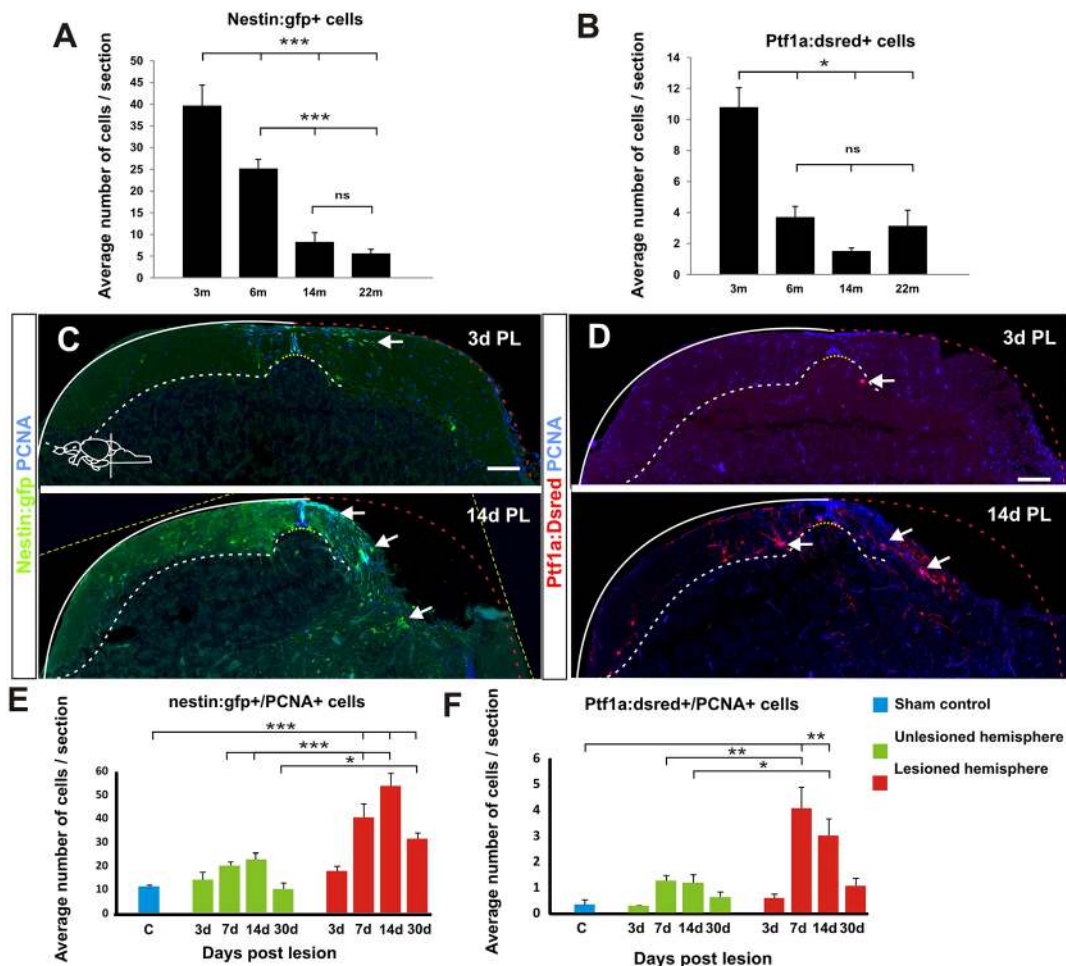 A
Nestin:gfp+ cells
***
***
ns
Average number of cells / section
50
45
40
35
30
25
20
15
10
5
0
3m 6m 14m 22m
B
Ptf1a:dsred+ cells
*
ns
Average number of cells / section
14
12
10
8
6
4
2
0
3m 6m 14m 22m
Nestin:gfp PCNA
C
3d PL
14d PL
Ptf1a:Dsred PCNA
D
3d PL
14d PL
E
nestin:gfp+/PCNA+ cells
***
***
*
Average number of cells / section
60
50
40
30
20
10
0
C 3d 7d 14d 30d 3d 7d 14d 30d
Days post lesion
F
Ptf1a:dsred+/PCNA+ cells
**
**
*
Average number of cells / section
6
5
4
3
2
1
0
C 3d 7d 14d 30d 3d 7d 14d 30d
Days post lesion
Sham control
Unlesioned hemisphere
Lesioned hemisphere